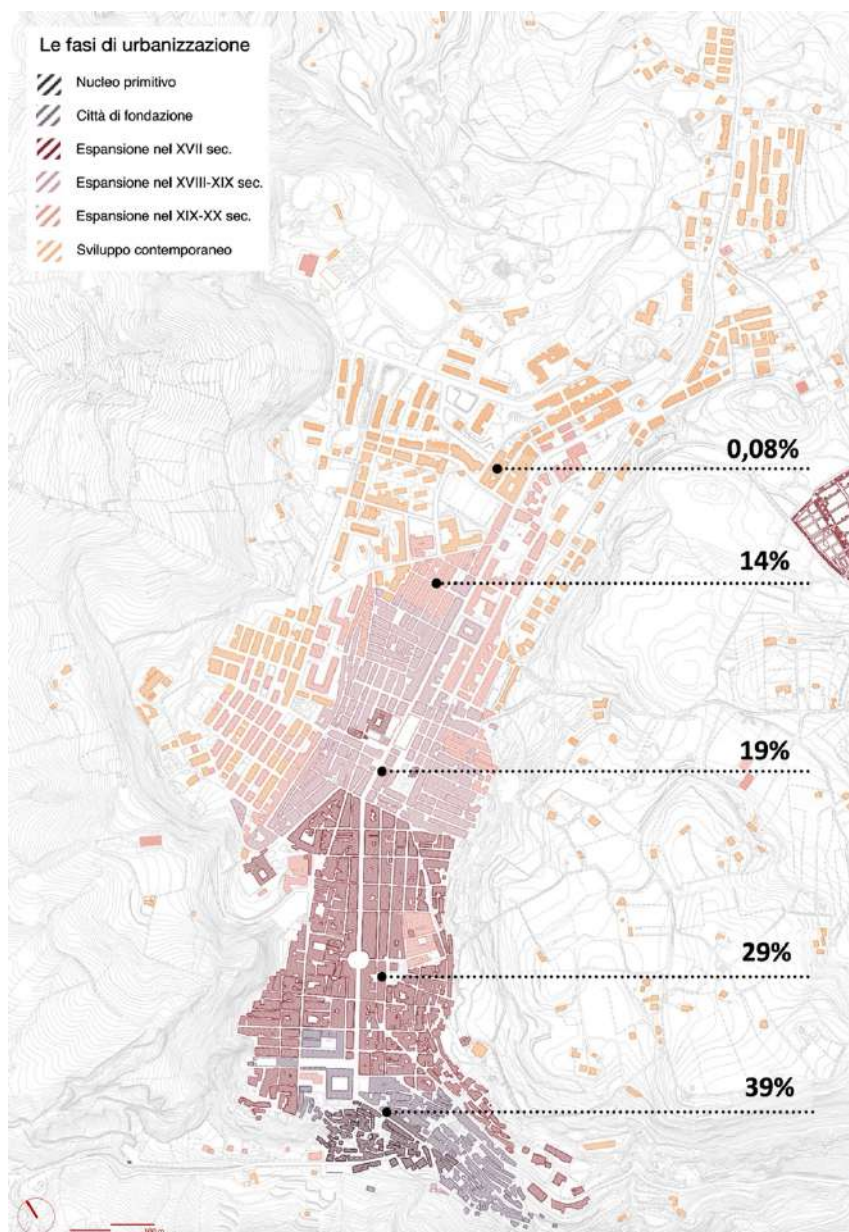 Le fasi di urbanizzazione
Nucleo primitivo
Città di fondazione
Espansione nel XVII sec.
Espansione nel XVIII-XIX sec.
Espansione nel XIX-XX sec.
Sviluppo contemporaneo
0,08%
14%
19%
29%
39%